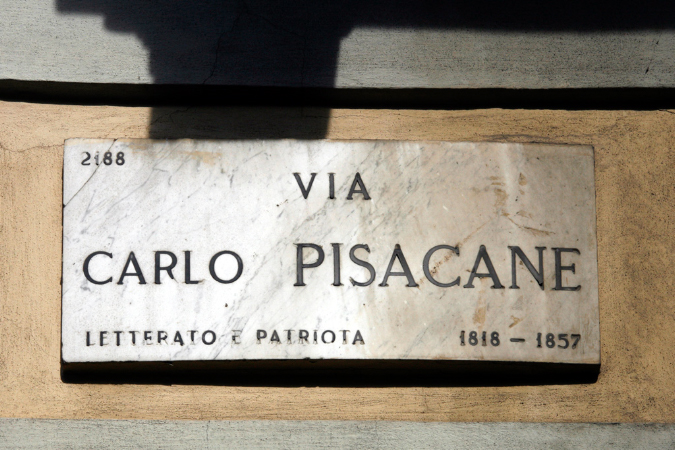 2188
VIA
CARLO PISACANE
LETTERATO E PATRIOTA 1818 – 1857